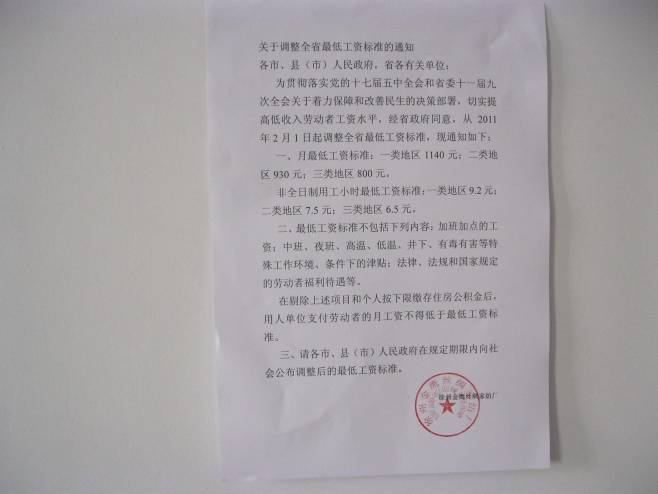 关于调整全省最低工资标准的通知
各市、县（市）人民政府，省各有关单位：
为贯彻落实党的十七届五中全会和省委十一届九
次全会关于着力保障和改善民生的决策部署，切实提
高低收入劳动者工资水平，经省政府同意，从 2011
年 2 月 1 日起调整全省最低工资标准，现通知如下：
一、月最低工资标准：一类地区 1140 元；二类地
区 930 元；三类地区 800 元。
非全日制用工小时最低工资标准：一类地区 9.2 元；
二类地区 7.5 元；三类地区 6.5 元。
二、最低工资标准不包括下列内容：加班加点的工
资；中班、夜班、高温、低温、井下、有毒有害等特
殊工作环境、条件下的津贴；法律、法规和国家规定
的劳动者福利待遇等。
在剔除上述项目和个人按下限缴存住房公积金后，
用人单位支付劳动者的月工资不得低于最低工资标
准。
三、请各市、县（市）人民政府在规定期限内向社
会公布调整后的最低工资标准。
徐州金鹰丝绸家纺厂